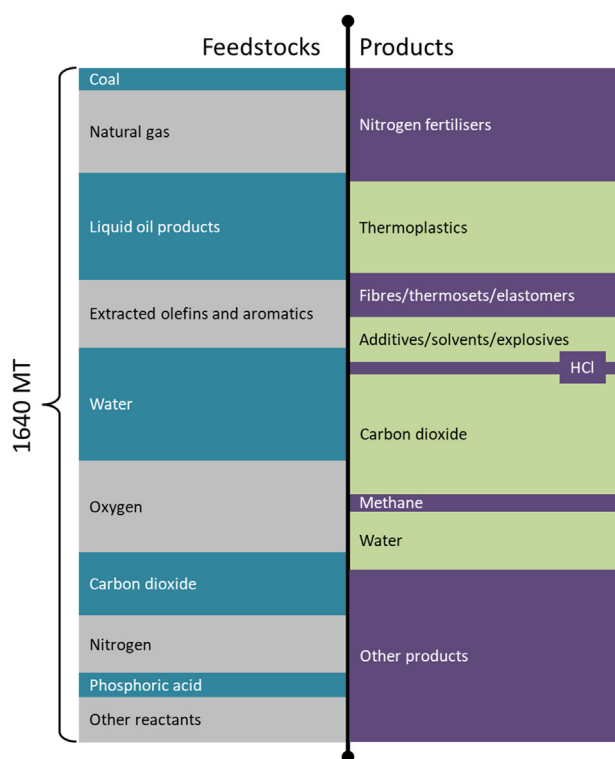 Feedstocks
Products
1640 MT
Coal
Natural gas
Liquid oil products
Extracted olefins and aromatics
Water
Oxygen
Carbon dioxide
Nitrogen
Phosphoric acid
Other reactants
Nitrogen fertilisers
Thermoplastics
Fibres/thermosets/elastomers
Additives/solvents/explosives
HCl
Carbon dioxide
Methane
Water
Other products